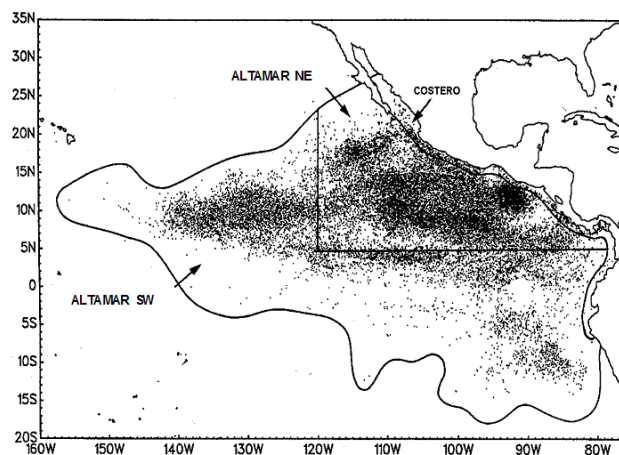 35N
30N
25N
20N
15N
10N
5N
0
5S
10S
15S
20S
ALTAMAR NE
COSTERO
ALTAMAR SW
160W 150W 140W 130W 120W 110W 100W 90W 80W